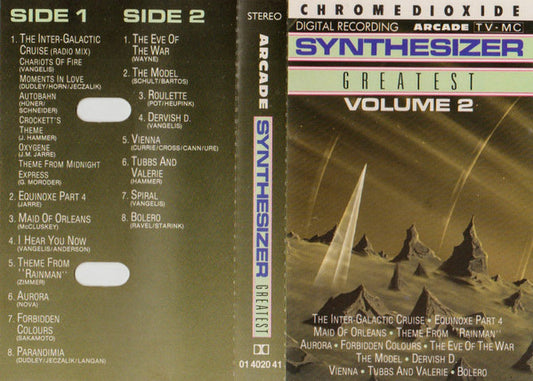 SIDE 1
1. The Inter-Galactic
Cruise (radio mix)
Chariots Of Fire
(Vangelis)
Moments In Love
(Dudley/Horn/Jeczalik)
Autobahn
(Hüner/
Schneider)
Crockett's
Theme
(J. Hammer)
Oxygene
(J.M. Jarre)
Theme From Midnight
Express
(G. Morodder)
2. Equinoxe Part 4
(Jarre)
3. Maid Of Orleans
(McCluskey)
4. I Hear You Now
(Vangelis/Anderson)
5. Theme From
''Rainman''
(Zimmer)
6. Aurora
(Nova)
7. Forbidden
Colours
(Sakamoto)
8. Paranoimia
(Dudley/Jeczalik/Langan)
SIDE 2
1. The Eve Of
The War
(Wayne)
2. The Model
(Schult/Bartos)
3. Roulette
(Pot/Heupink)
4. Dervish D.
(Vangelis)
5. Vienna
(Currie/Cross/Cann/Ure)
6. Tubbs And
Valerie
(Hammer)
7. Spiral
(Vangelis)
8. Bolero
(Ravel/Starink)
STEREO
ARCADE SYNTHESIZER GREATEST
01 4020 41
CHROMEDIOXIDE
DIGITAL RECORDING ARCADE TV-MC
SYNTHESIZER
GREATEST
VOLUME 2
The Inter-Galactic Cruise • Equinoxe Part 4
Maid Of Orleans • Theme From ''Rainman''
Aurora • Forbidden Colours • The Eve Of The War
The Model • Dervish D.
Vienna • Tubbs And Valerie • Bolero